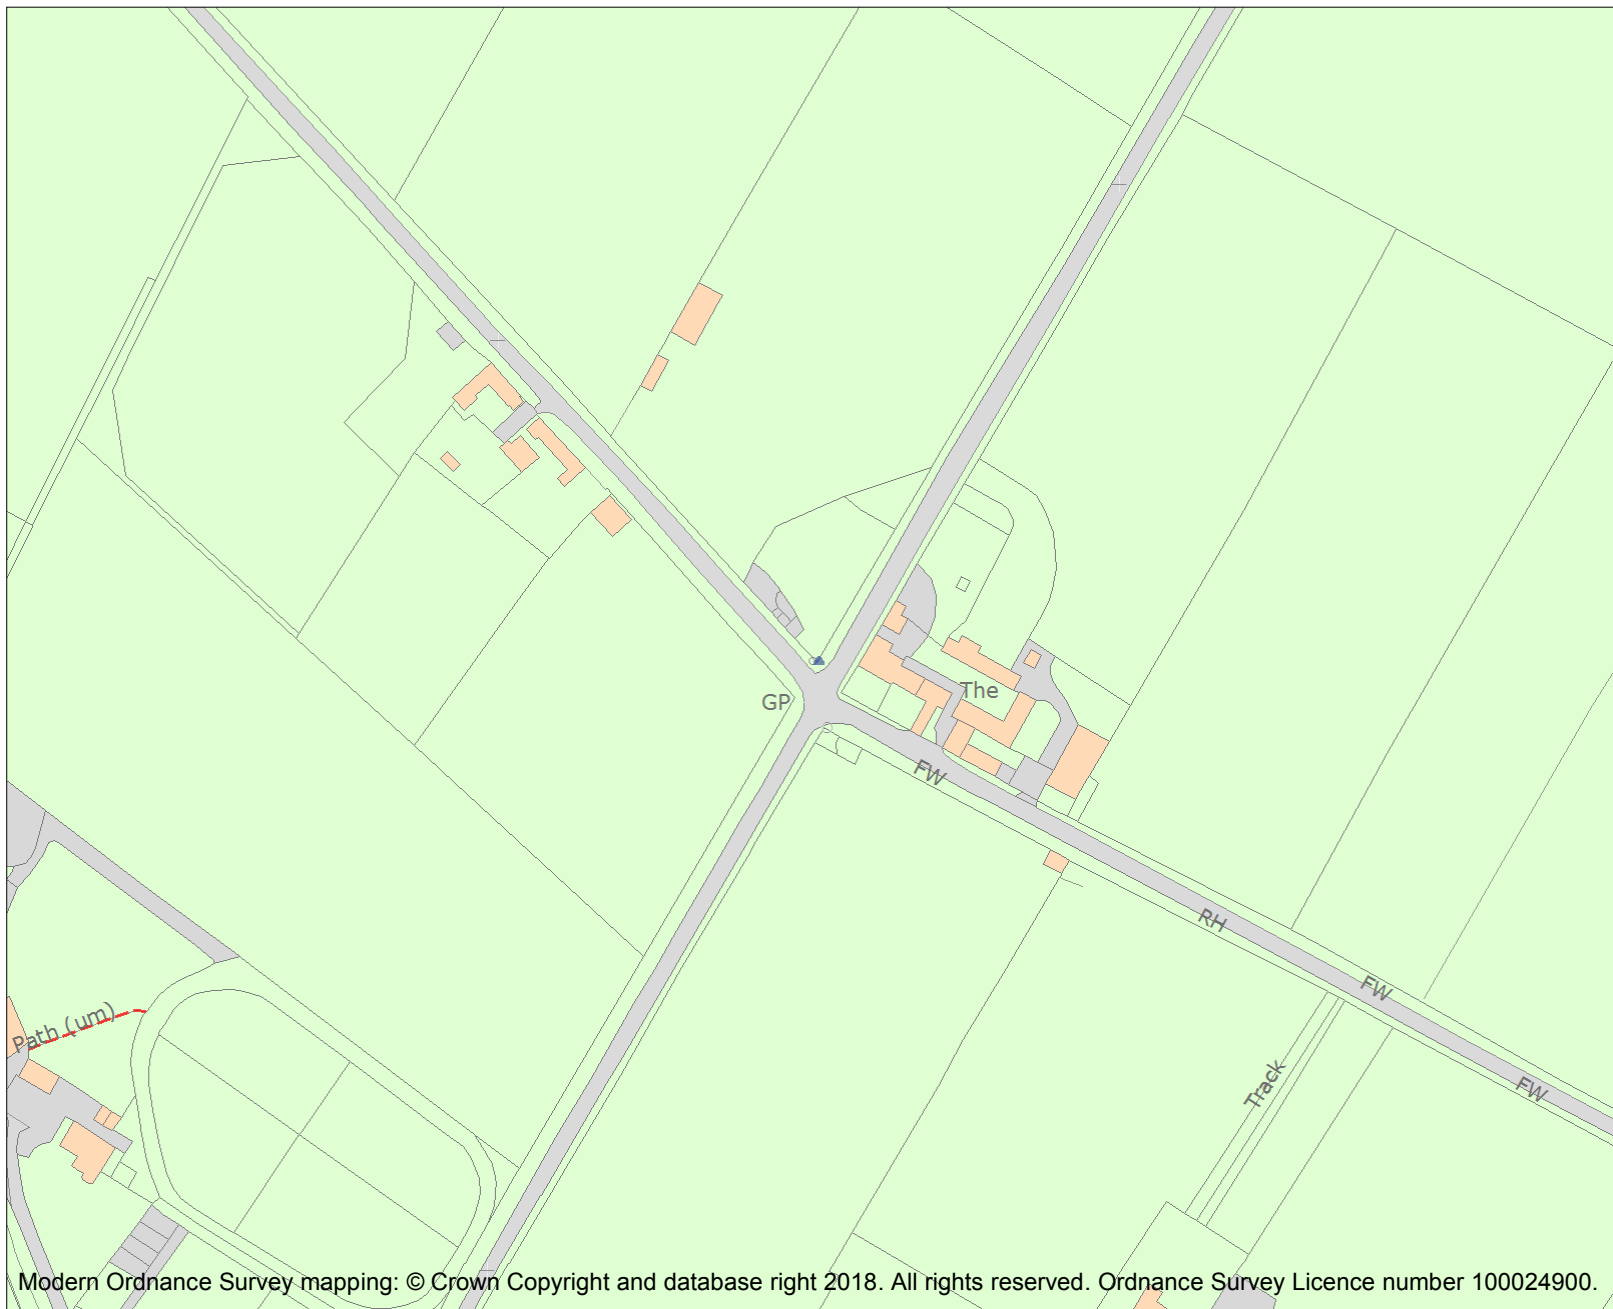 The
GP
FW
RH
FW
Path (um)
Track
FW
Modern Ordnance Survey mapping: © Crown Copyright and database right 2018. All rights reserved. Ordnance Survey Licence number 100024900.